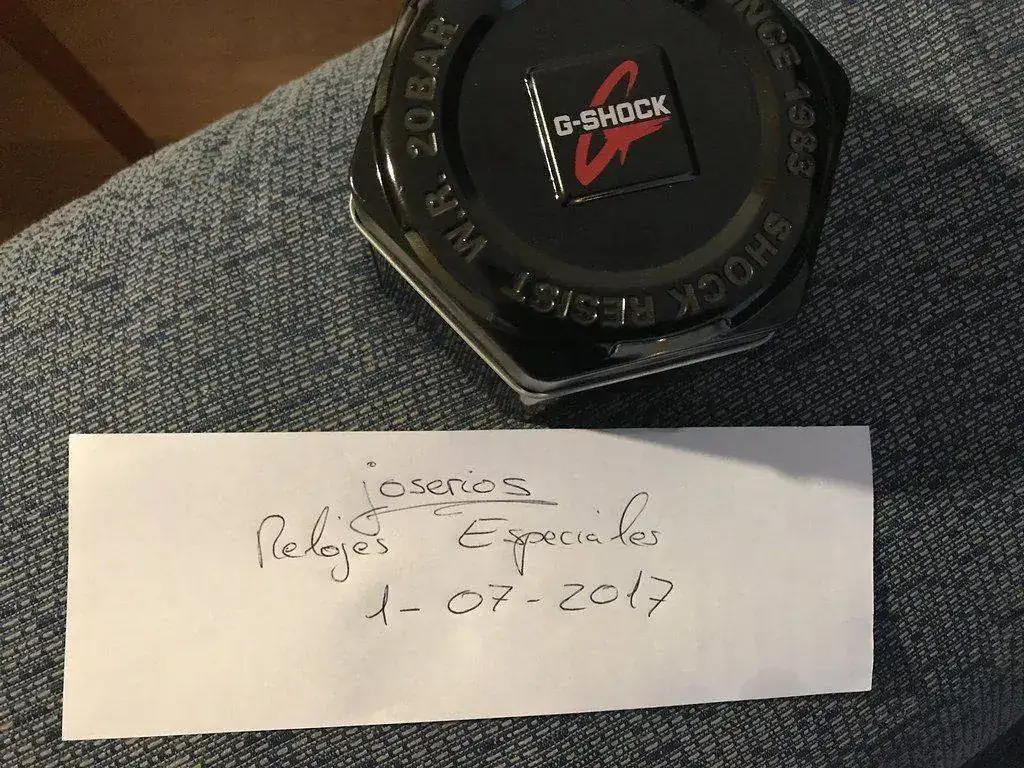 W.R. 20BAR
SINCE 1983
SHOCK RESIST
G-SHOCK
joserios
Relojes Especiales
1-07-2017